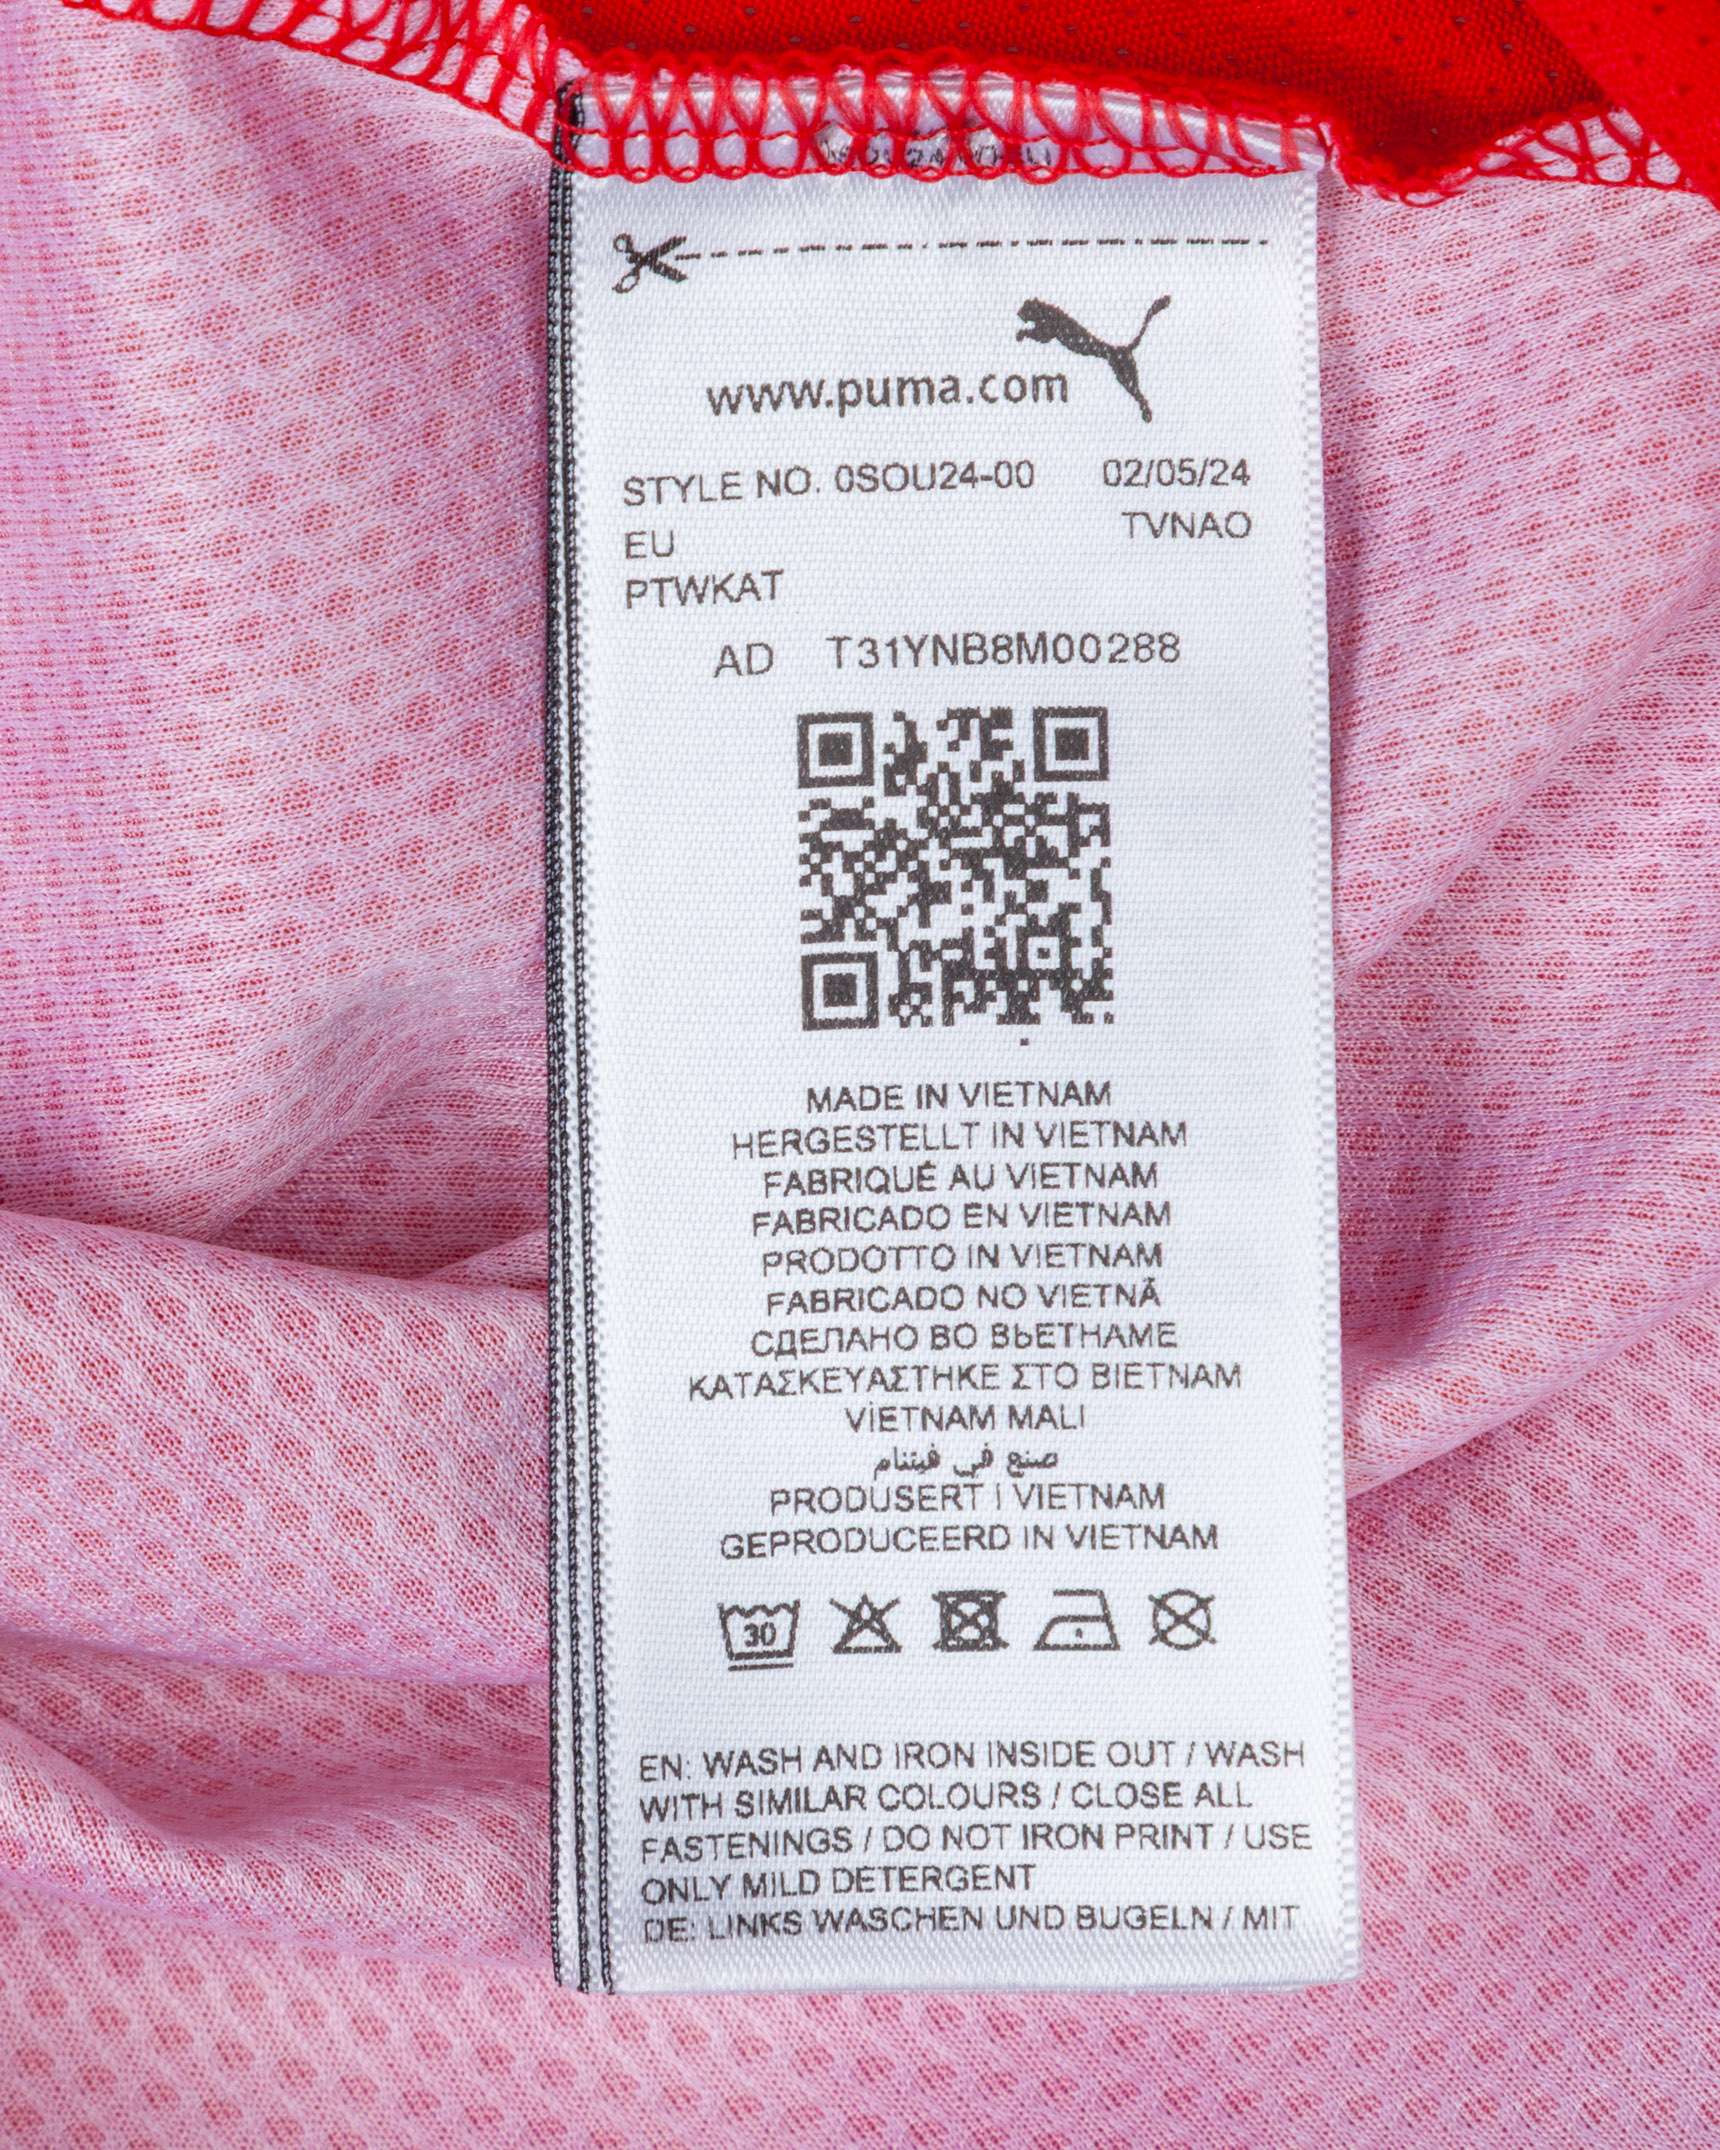 www.puma.com
STYLE NO. 0SOU24-00 02/05/24
EU TVNAO
PTWKAT
AD T31YNB8M00288
MADE IN VIETNAM
HERGESTELLT IN VIETNAM
FABRIQUÉ AU VIETNAM
FABRICADO EN VIETNAM
PRODOTTO IN VIETNAM
FABRICADO NO VIETNÃ
СДЕЛАНО ВО ВЬЕТНАМЕ
ΚΑΤΑΣΚΕΥΑΣΤΗΚΕ ΣΤΟ ΒΙΕΤΝΑΜ
VİETNAM MALI
صنع في فيتنام
PRODUSERT I VIETNAM
GEPRODUCEERD IN VIETNAM
30
EN: WASH AND IRON INSIDE OUT / WASH
WITH SIMILAR COLOURS / CLOSE ALL
FASTENINGS / DO NOT IRON PRINT / USE
ONLY MILD DETERGENT
DE: LINKS WASCHEN UND BUGELN / MIT